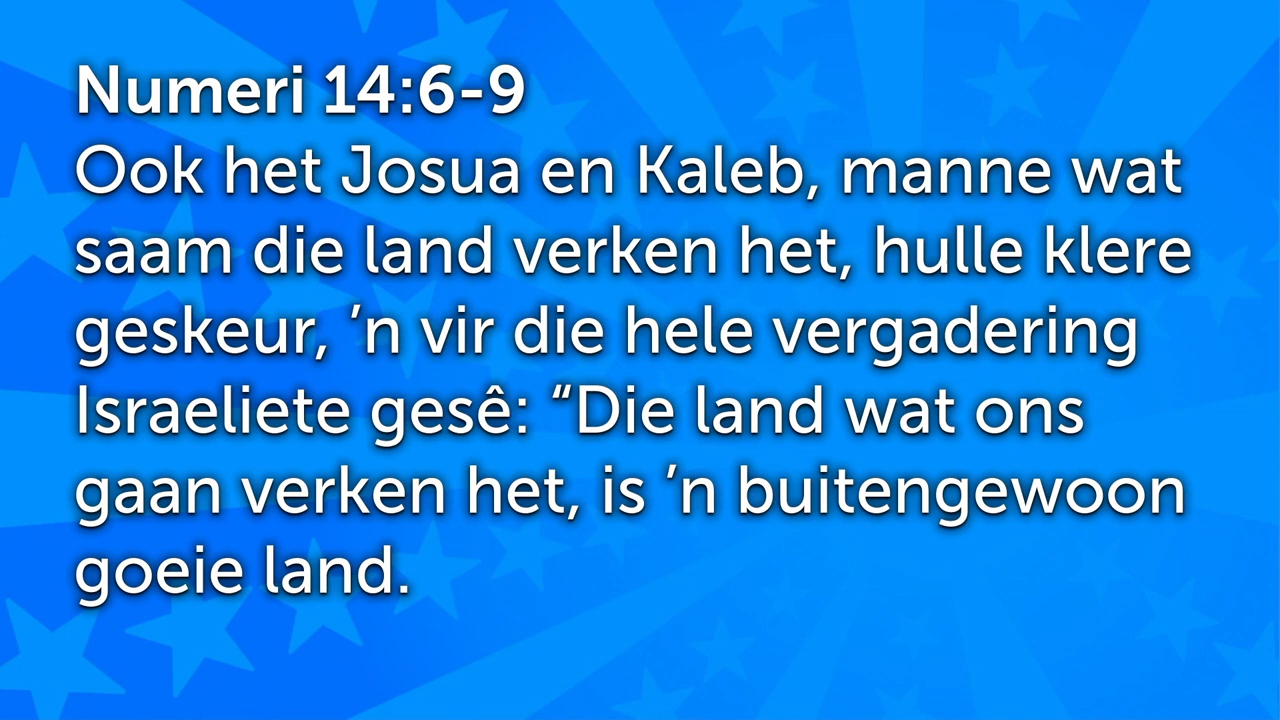 Numeri 14:6-9
Ook het Josua en Kaleb, manne wat
saam die land verken het, hulle klere
geskeur, ’n vir die hele vergadering
Israeliete gesê: “Die land wat ons
gaan verken het, is ’n buitengewoon
goeie land.